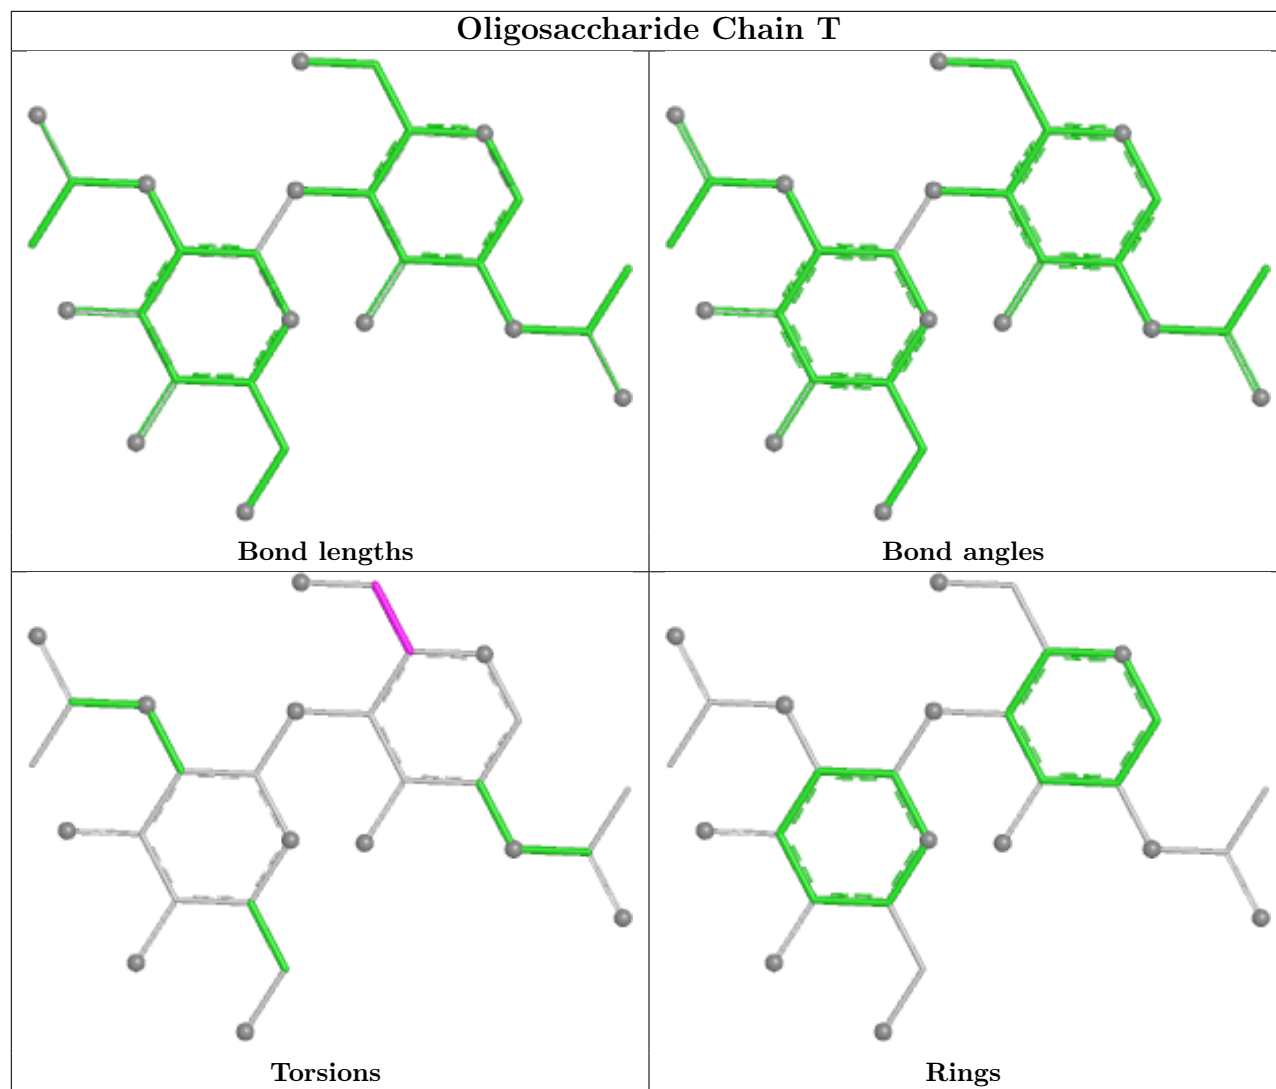 Oligosaccharide Chain T
Bond lengths
Bond angles
Torsions
Rings